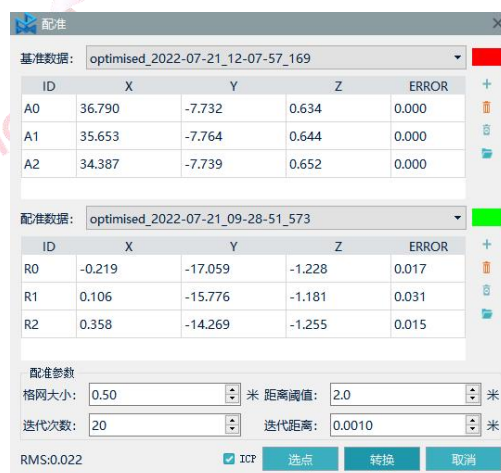 配准
基准数据: optimised_2022-07-21_12-07-57_169
ID X Y Z ERROR
A0 36.790 -7.732 0.634 0.000
A1 35.653 -7.764 0.644 0.000
A2 34.387 -7.739 0.652 0.000
配准数据: optimised_2022-07-21_09-28-51_573
ID X Y Z ERROR
R0 -0.219 -17.059 -1.228 0.017
R1 0.106 -15.776 -1.181 0.031
R2 0.358 -14.269 -1.255 0.015
配准参数
格网大小: 0.50 米 距离阈值: 2.0 米
迭代次数: 20 迭代距离: 0.0010 米
RMS:0.022 ICP 选点 转换 取消